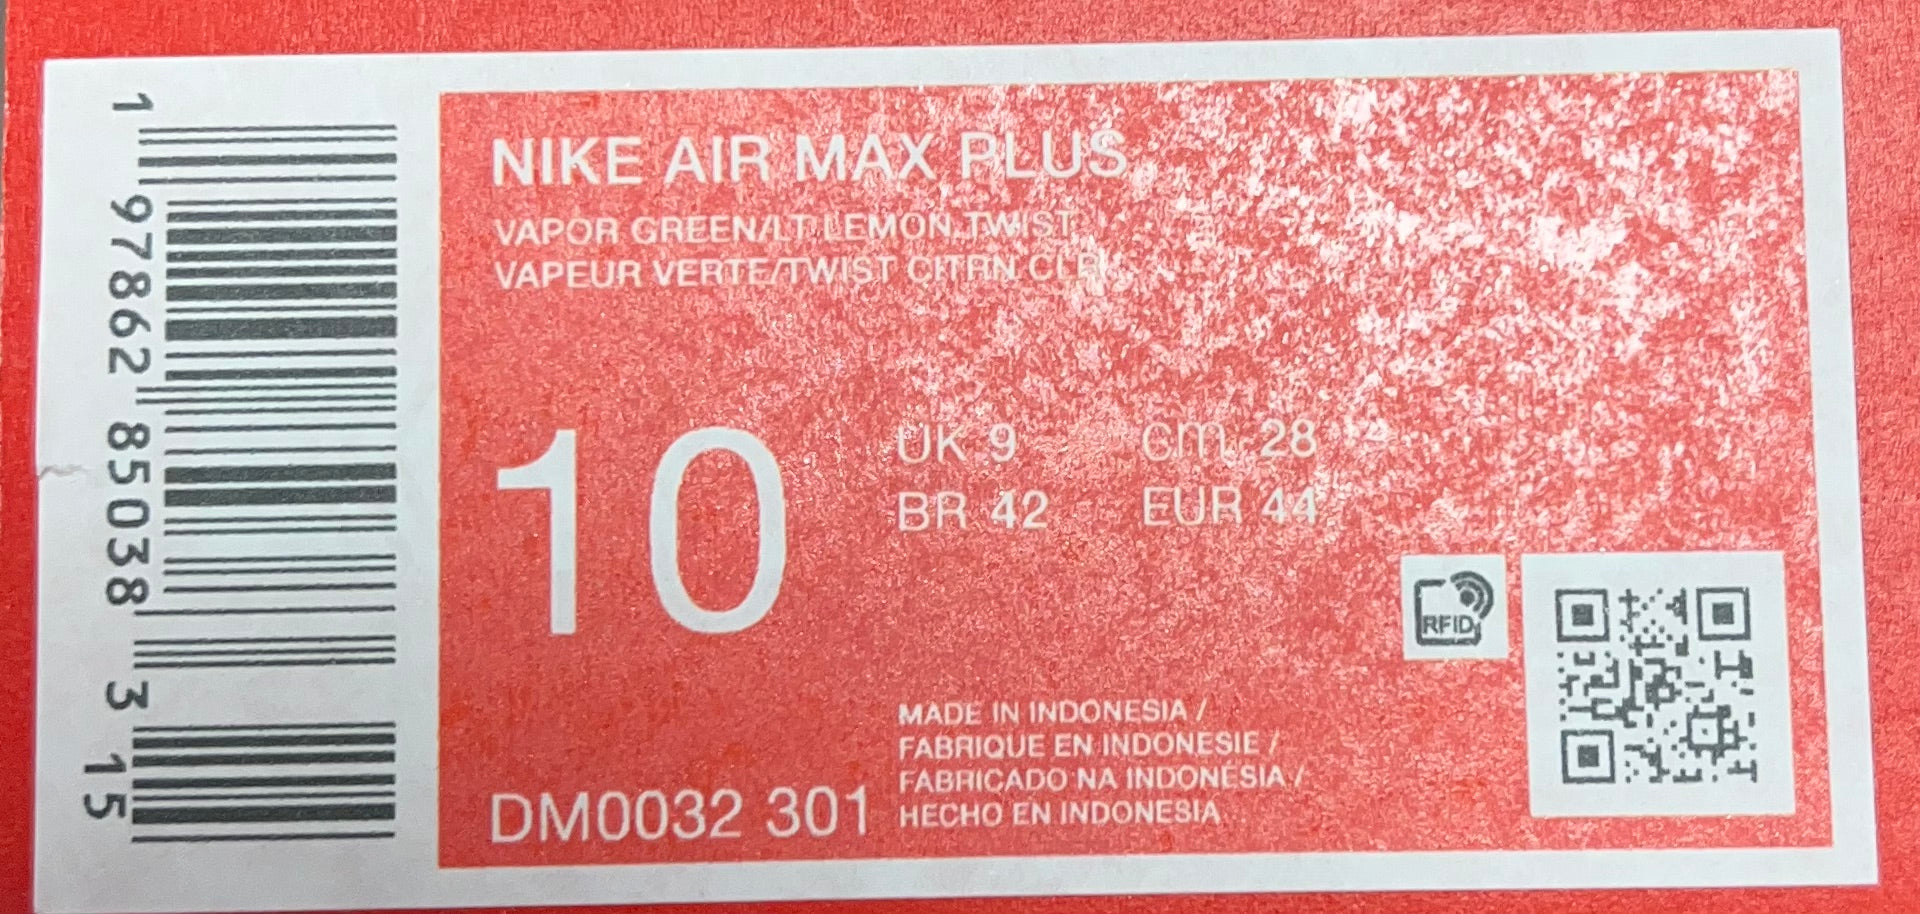 1 97862 85038 3 15
NIKE AIR MAX PLUS
VAPOR GREEN/LT LEMON TWIST
VAPEUR VERTE/TWIST CITRN CLR
10
UK 9 cm 28
BR 42 EUR 44
RFID
MADE IN INDONESIA /
FABRIQUE EN INDONESIE /
FABRICADO NA INDONÉSIA /
HECHO EN INDONESIA
DM0032 301